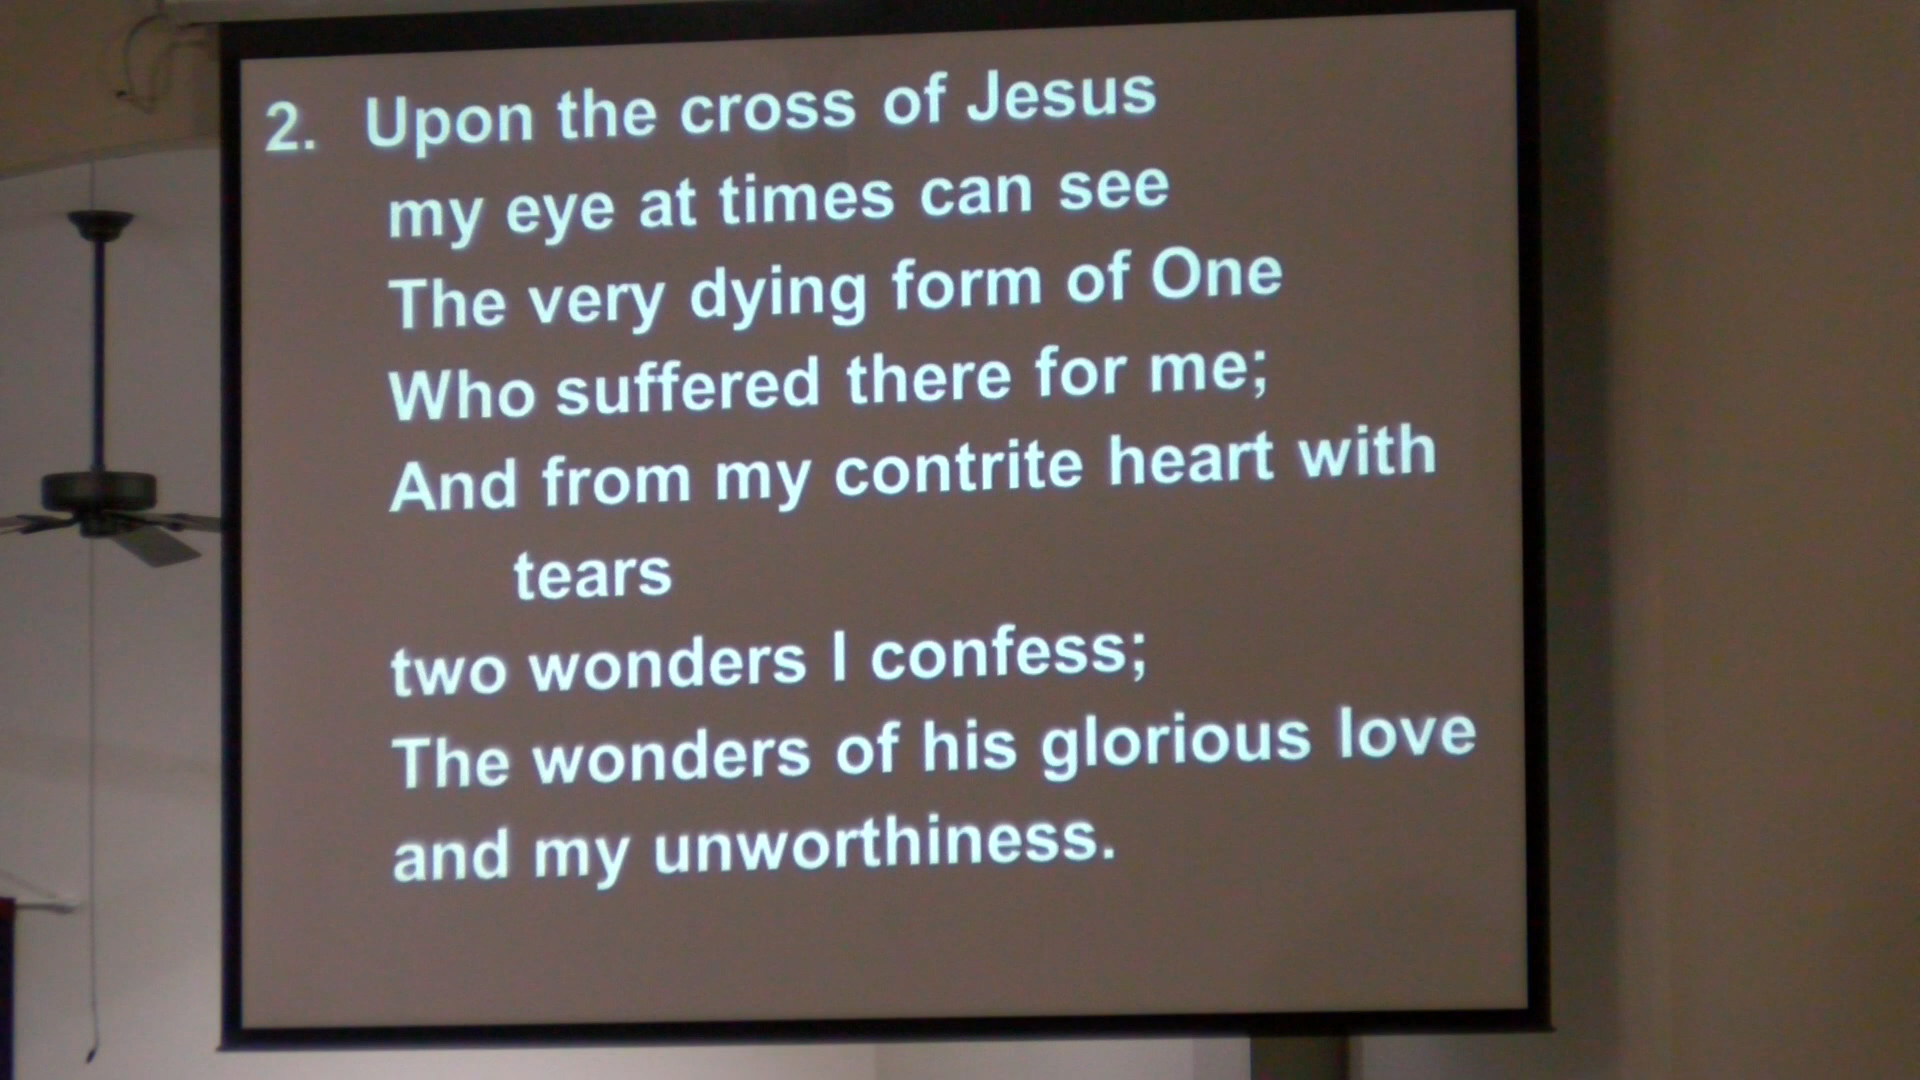 2. Upon the cross of Jesus
my eye at times can see
The very dying form of One
Who suffered there for me;
And from my contrite heart with
tears
two wonders I confess;
The wonders of his glorious love
and my unworthiness.